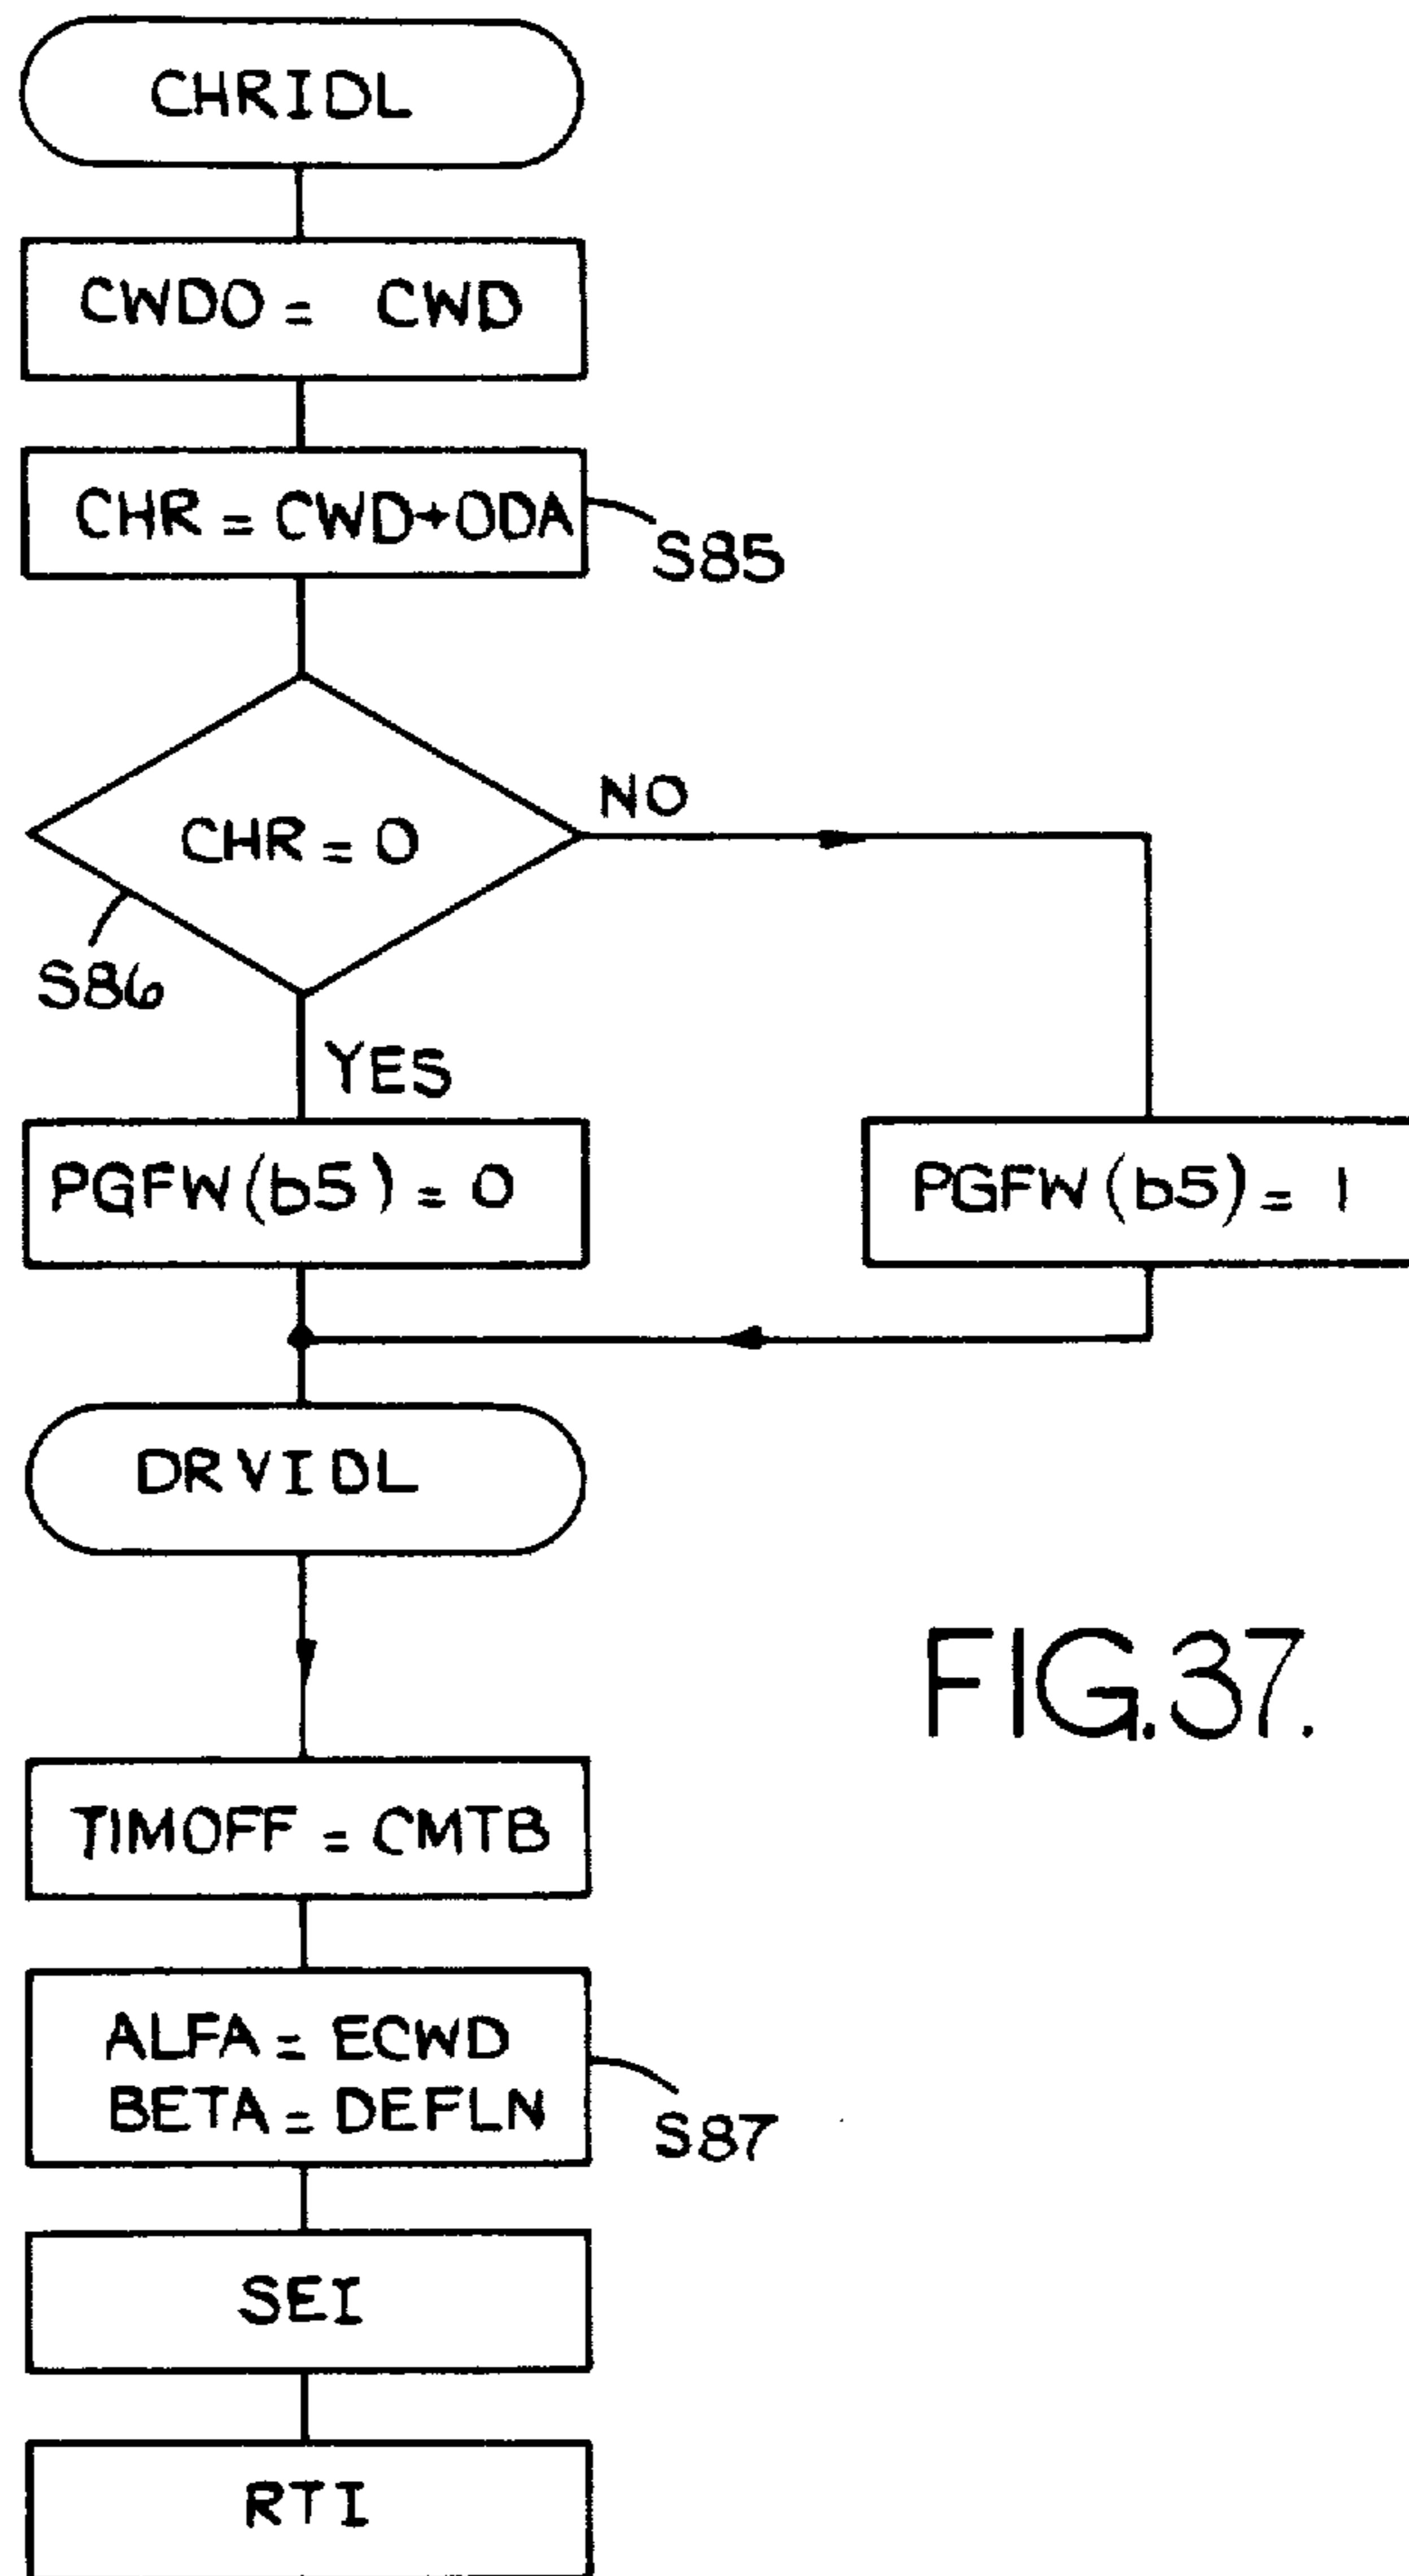 CHRIDL
CWDO = CWD
CHR = CWD+ODA
S85
CHR = 0
NO
S86
YES
PGFW(b5) = 0
PGFW(b5) = 1
DRVIDL
FIG.37.
TIMOFF = CMTB
ALFA = ECWD
BETA = DEFLN
S87
SEI
RTI